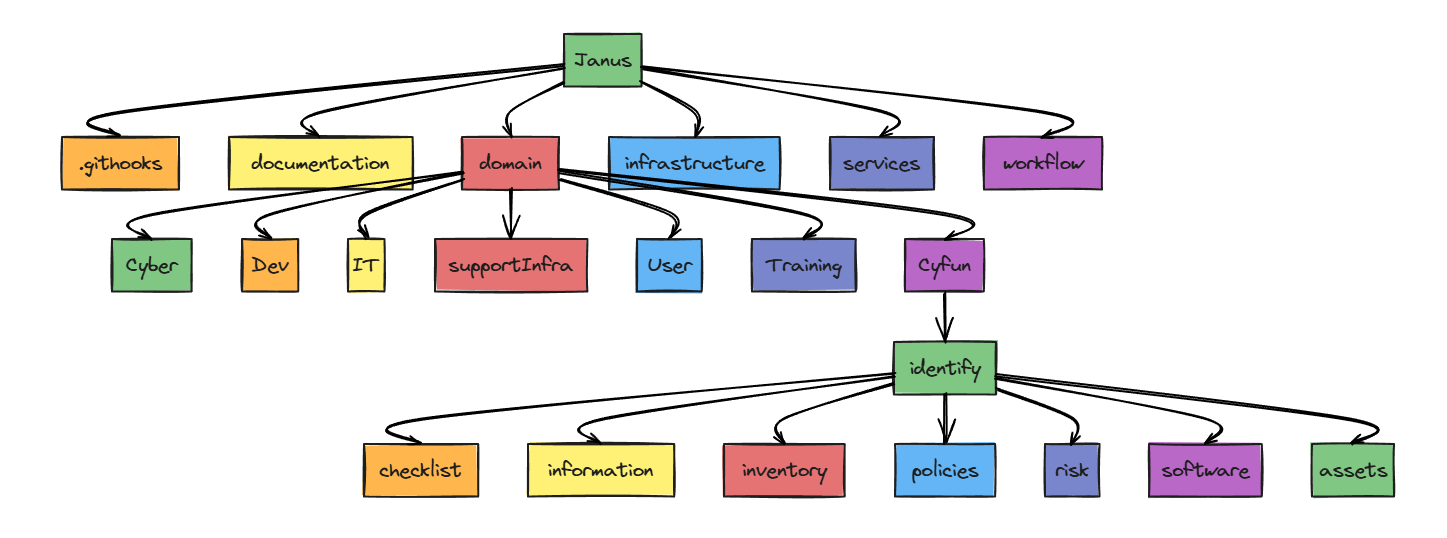 Janus
.githooks
documentation
domain
infrastructure
services
workflow
Cyber
Dev
IT
supportInfra
User
Training
Cyfun
identify
checklist
information
inventory
policies
risk
software
assets